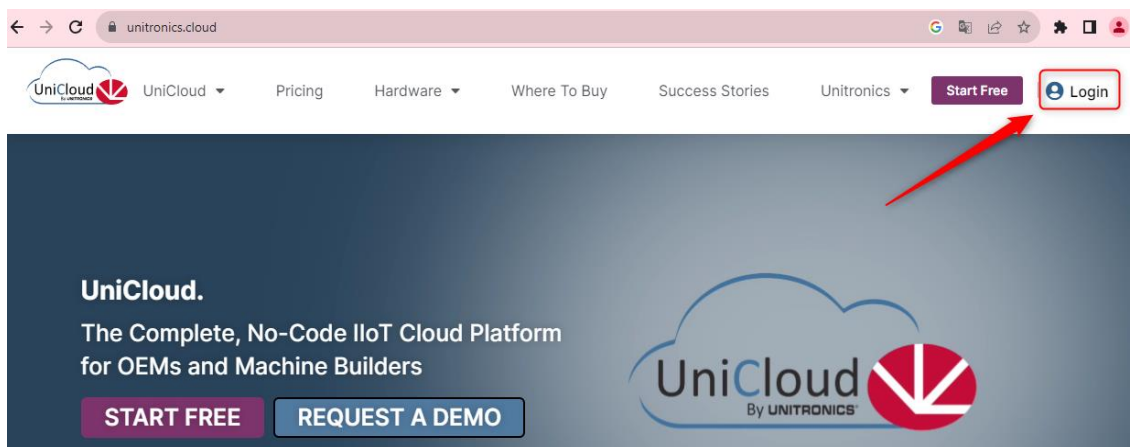 unitronics.cloud
UniCloud
By UNITRONICS
UniCloud Pricing Hardware Where To Buy Success Stories Unitronics Start Free Login
UniCloud.
The Complete, No-Code IIoT Cloud Platform
for OEMs and Machine Builders
START FREE REQUEST A DEMO
UniCloud
By UNITRONICS